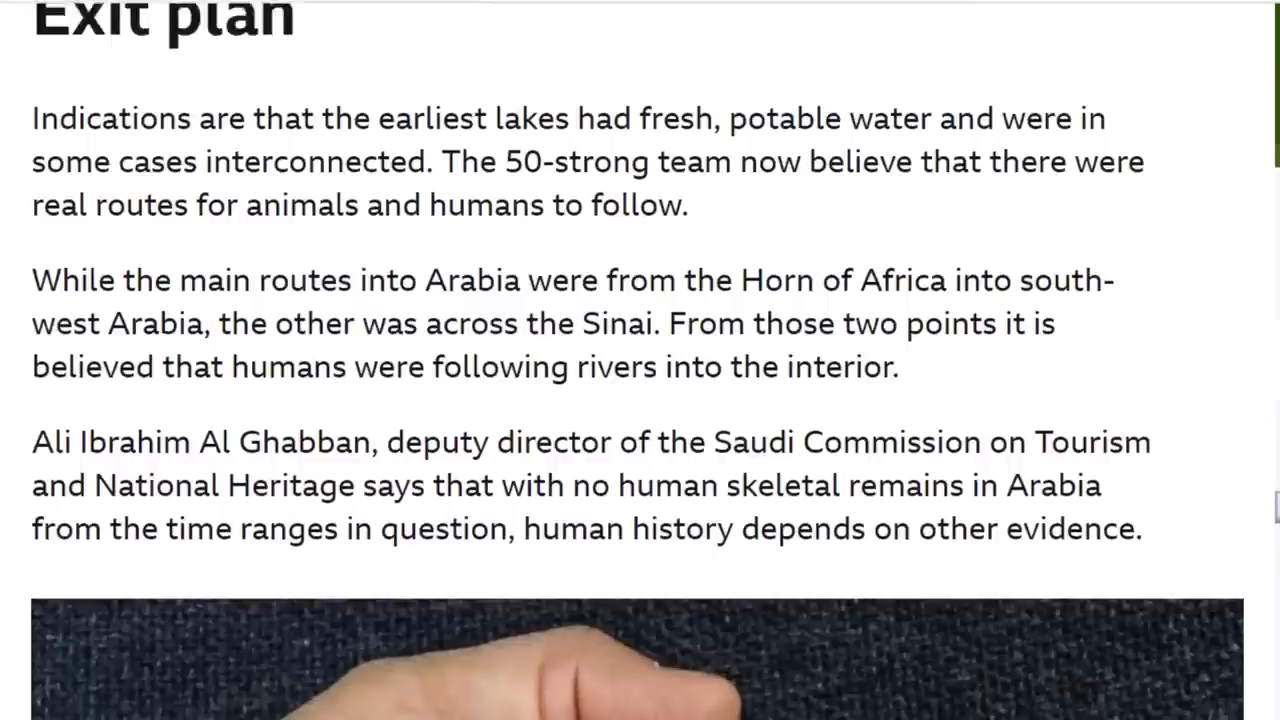 Exit plan
Indications are that the earliest lakes had fresh, potable water and were in
some cases interconnected. The 50-strong team now believe that there were
real routes for animals and humans to follow.
While the main routes into Arabia were from the Horn of Africa into south-
west Arabia, the other was across the Sinai. From those two points it is
believed that humans were following rivers into the interior.
Ali Ibrahim Al Ghabban, deputy director of the Saudi Commission on Tourism
and National Heritage says that with no human skeletal remains in Arabia
from the time ranges in question, human history depends on other evidence.